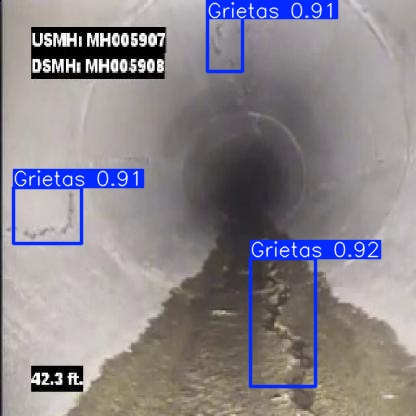 Grietas 0.91
USMH: MH005907
DSMH: MH005908
Grietas 0.91
Grietas 0.92
42.3 ft.